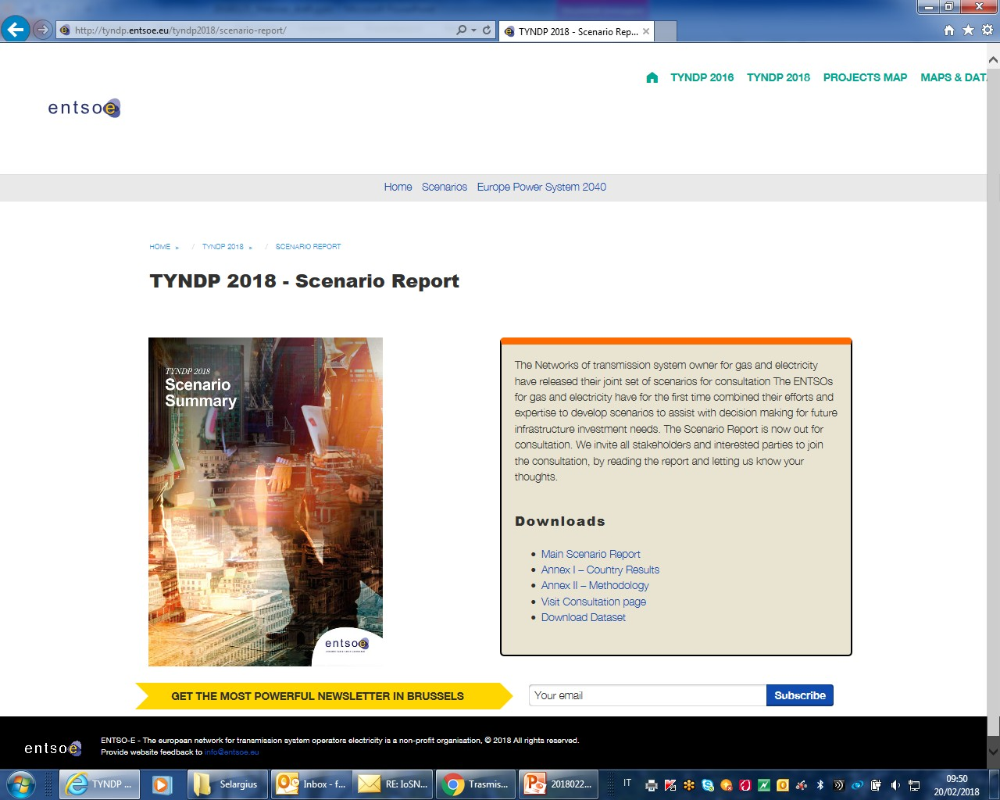 http://tyndp.entsoe.eu/tyndp2018/scenario-report/
TYNDP 2018 - Scenario Rep...
TYNDP 2016 TYNDP 2018 PROJECTS MAP MAPS & DAT
entsoe
Home Scenarios Europe Power System 2040
HOME » / TYNDP 2018 » / SCENARIO REPORT
TYNDP 2018 - Scenario Report
TYNDP 2018
Scenario
Summary
entsoe
The Networks of transmission system owner for gas and electricity
have released their joint set of scenarios for consultation The ENTSOs
for gas and electricity have for the first time combined their efforts and
expertise to develop scenarios to assist with decision making for future
infrastructure investment needs. The Scenario Report is now out for
consultation. We invite all stakeholders and interested parties to join
the consultation, by reading the report and letting us know your
thoughts.
Downloads
• Main Scenario Report
• Annex I – Country Results
• Annex II – Methodology
• Visit Consultation page
• Download Dataset
GET THE MOST POWERFUL NEWSLETTER IN BRUSSELS
Your email
Subscribe
entsoe
ENTSO-E - The european network for transmission system operators electricity is a non-profit organisation, © 2018 All rights reserved.
Provide website feedback to info@entsoe.eu
TYNDP ...
Selargius
Inbox - f...
RE: IoSN...
Trasmis...
2018022...
IT
09:50
20/02/2018